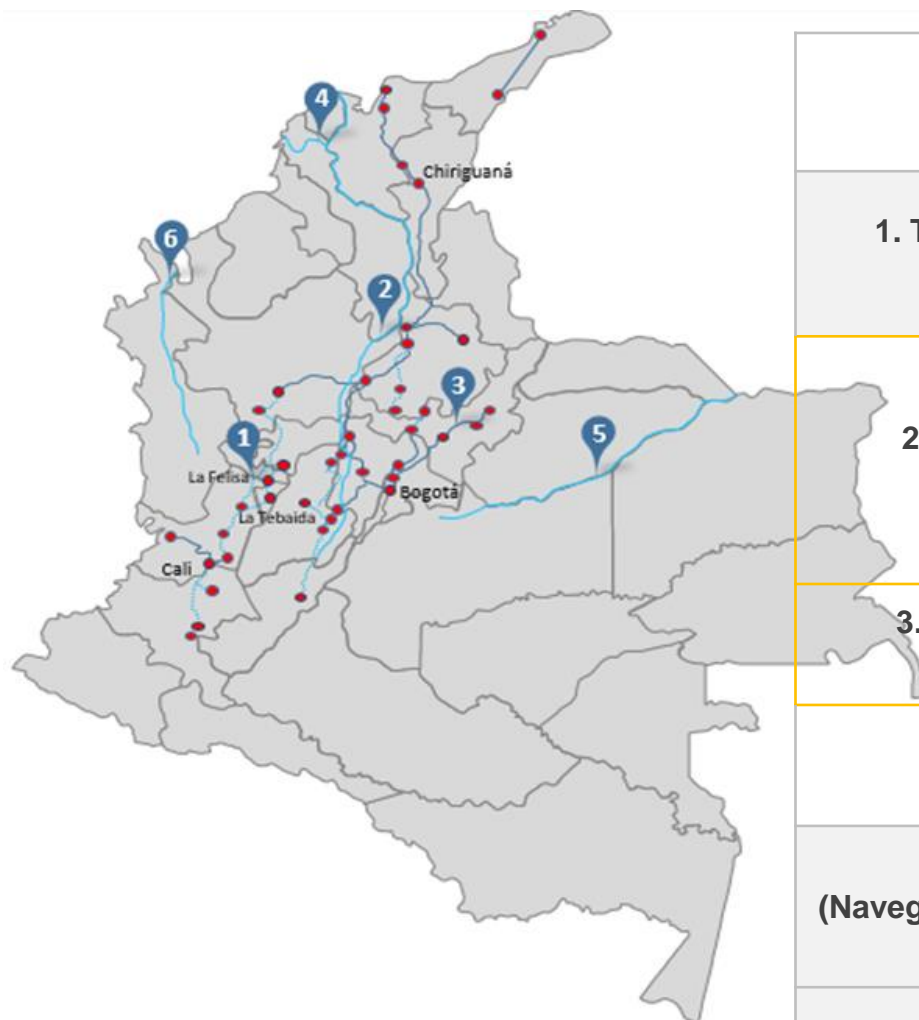 4
Chiriguaná
1. T
6
2
3
2
1
5
La Felisa
Bogotá
La Tebaida
Cali
3.
(Naveg